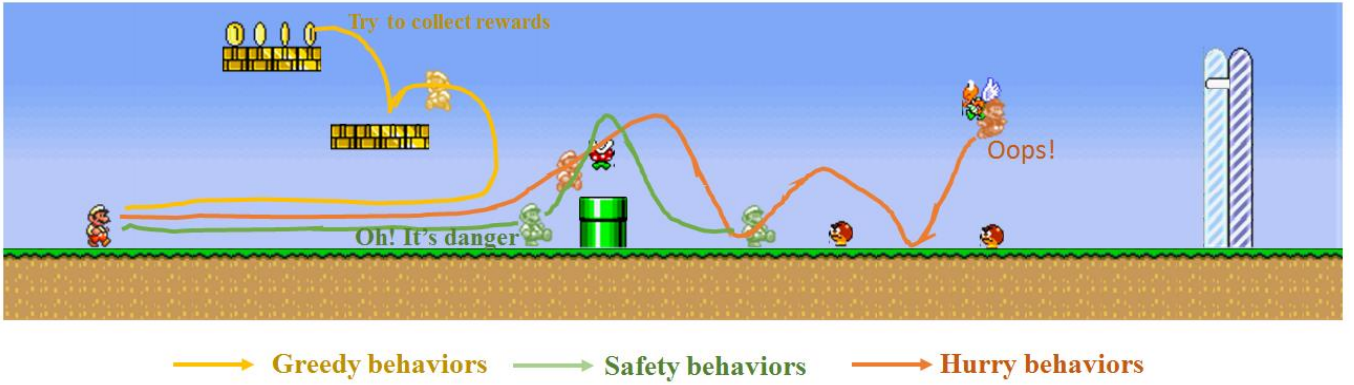 Try to collect rewards
Oops!
Oh! It's danger
Greedy behaviors
Safety behaviors
Hurry behaviors